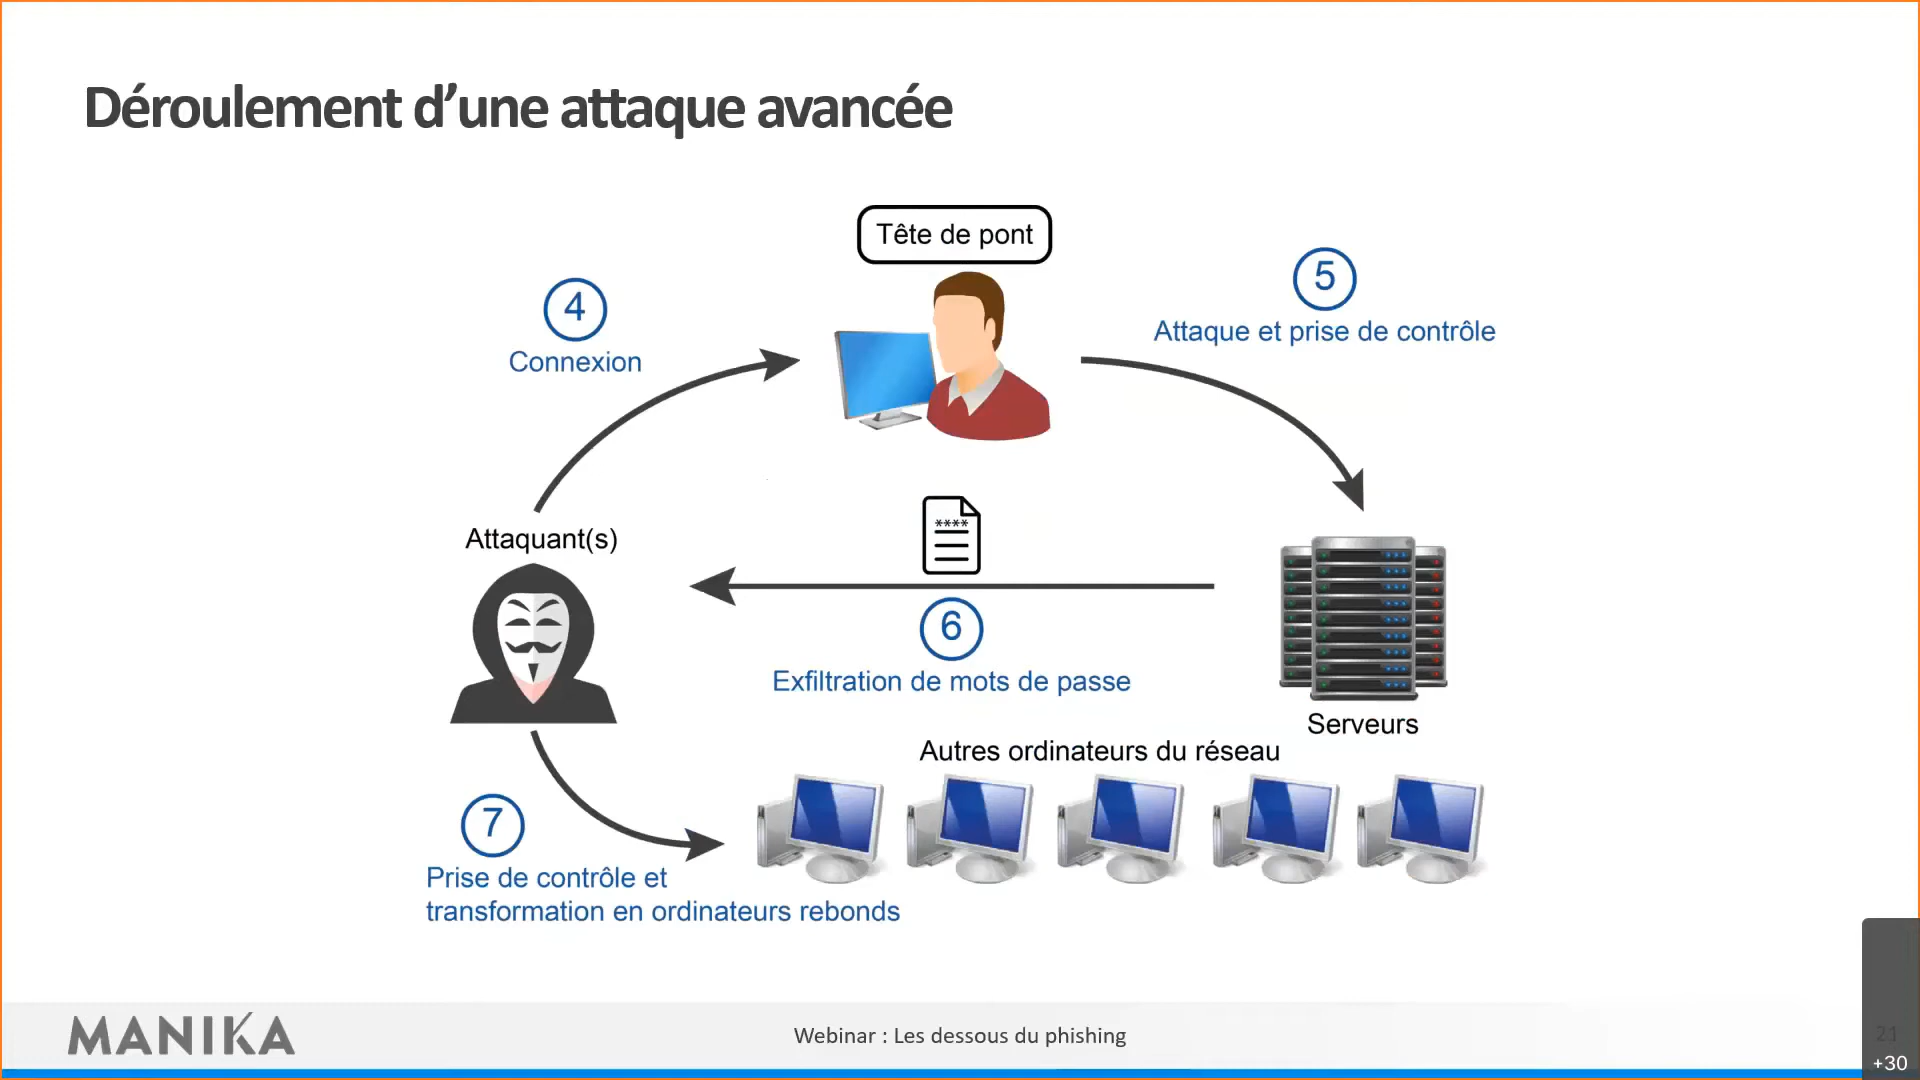 Déroulement d’une attaque avancée
Tête de pont
4
Connexion
5
Attaque et prise de contrôle
Attaquant(s)
****
6
Exfiltration de mots de passe
Serveurs
Autres ordinateurs du réseau
7
Prise de contrôle et
transformation en ordinateurs rebonds
MANIKA
Webinar : Les dessous du phishing
21
+30